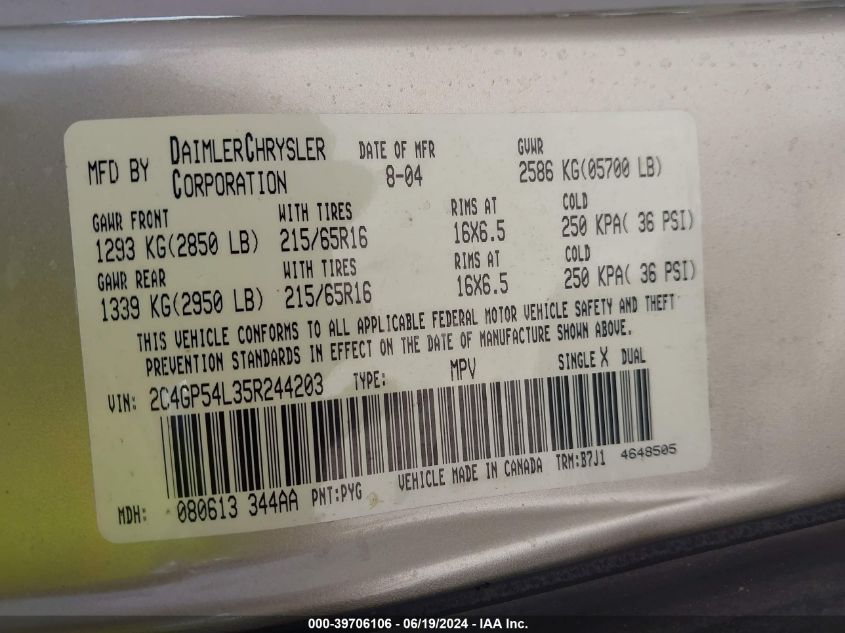 MFD BY DAIMLERCHRYSLER CORPORATION DATE OF MFR 8-04 GVWR 2586 KG(05700 LB)
GAWR FRONT WITH TIRES RIMS AT COLD
1293 KG(2850 LB) 215/65R16 16X6.5 250 KPA( 36 PSI)
GAWR REAR WITH TIRES RIMS AT COLD
1339 KG(2950 LB) 215/65R16 16X6.5 250 KPA( 36 PSI)
THIS VEHICLE CONFORMS TO ALL APPLICABLE FEDERAL MOTOR VEHICLE SAFETY AND THEFT
PREVENTION STANDARDS IN EFFECT ON THE DATE OF MANUFACTURE SHOWN ABOVE.
VIN: 2C4GP54L35R244203 TYPE: MPV SINGLE X DUAL
MDH: 080613 344AA PNT:PYG VEHICLE MADE IN CANADA TRM:B7J1 4648505
000-39706106 - 06/19/2024 - IAA Inc.